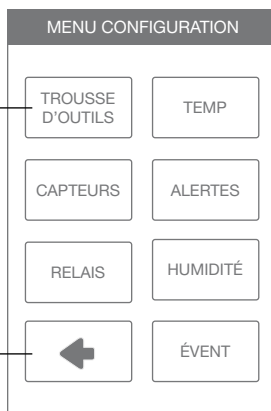 MENU CONFIGURATION
TROUSSE
D'OUTILS
TEMP
CAPTEURS
ALERTES
RELAIS
HUMIDITÉ
ÉVENT